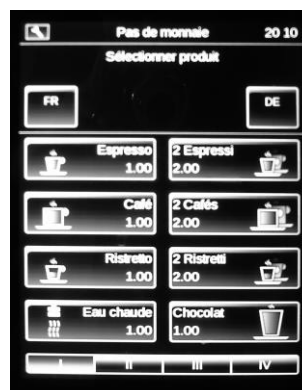 Pas de monnaie 20 10
Sélectionner produit
FR DE
Espresso 2 Espressi
1.00 2.00
Café 2 Cafés
1.00 2.00
Ristretto 2 Ristretti
1.00 2.00
Eau chaude Chocolat
1.00 1.00
I II III IV